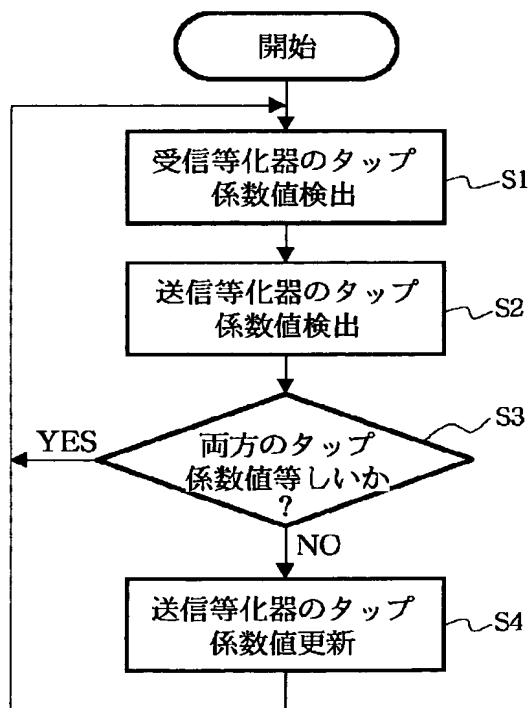 開始
受信等化器のタップ
係数値検出
S1
送信等化器のタップ
係数値検出
S2
S3
YES
両方のタップ
係数値等しいか
?
NO
送信等化器のタップ
係数値更新
S4